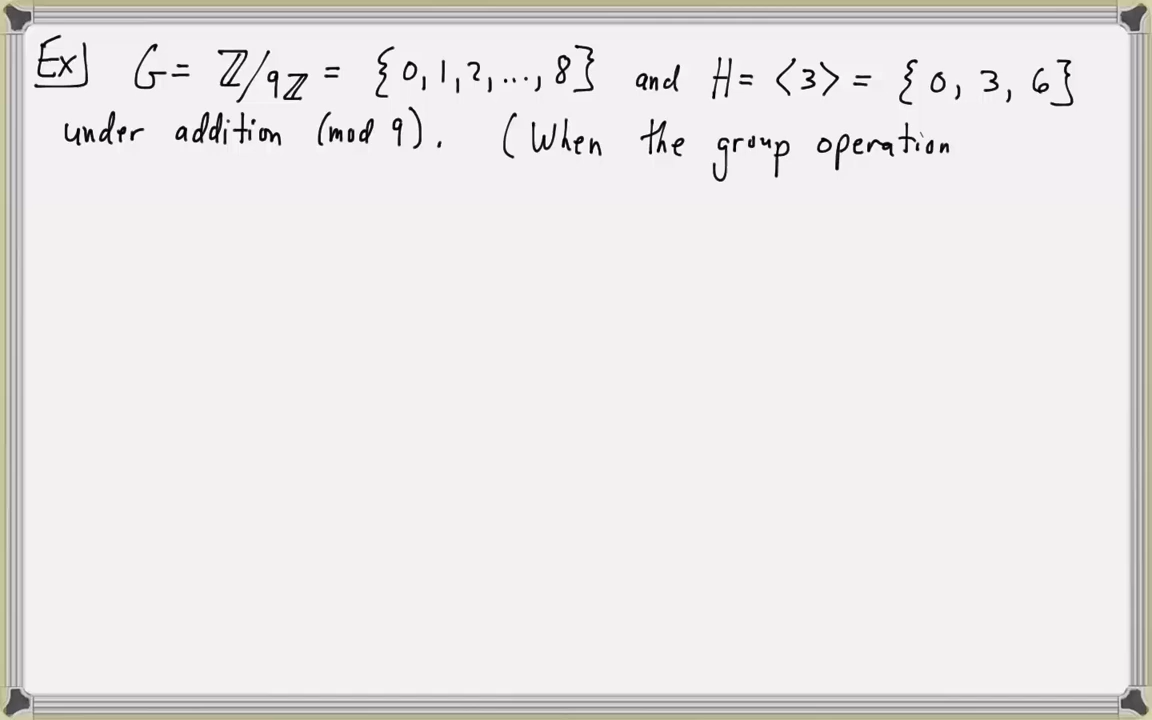 Ex] G = ℤ/9ℤ = {0, 1, 2, ..., 8} and H = ⟨3⟩ = {0, 3, 6}
under addition (mod 9). (When the group operation